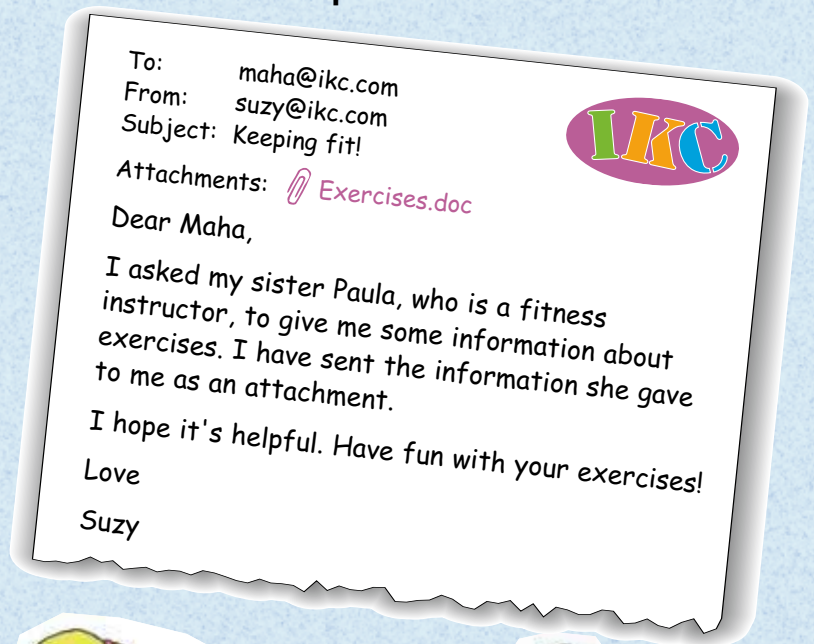 To: maha@ikc.com
From: suzy@ikc.com
Subject: Keeping fit!
IKC
Attachments: Exercises.doc
Dear Maha,
I asked my sister Paula, who is a fitness
instructor, to give me some information about
exercises. I have sent the information she gave
to me as an attachment.
I hope it's helpful. Have fun with your exercises!
Love
Suzy